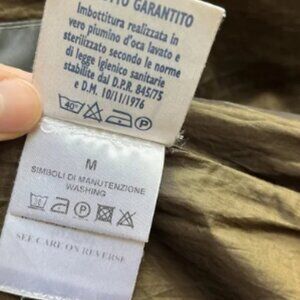 OTTO GARANTITO
Imbottitura realizzata in
vero piumino d'oca lavato e
sterilizzato secondo le norme
di legge igienico sanitarie
stabilite dal D.P.R. 845/75
e D.M. 10/11/1976
40°
P
M
SIMBOLI DI MANUTENZIONE
WASHING
P
SEE CARE ON REVERSE